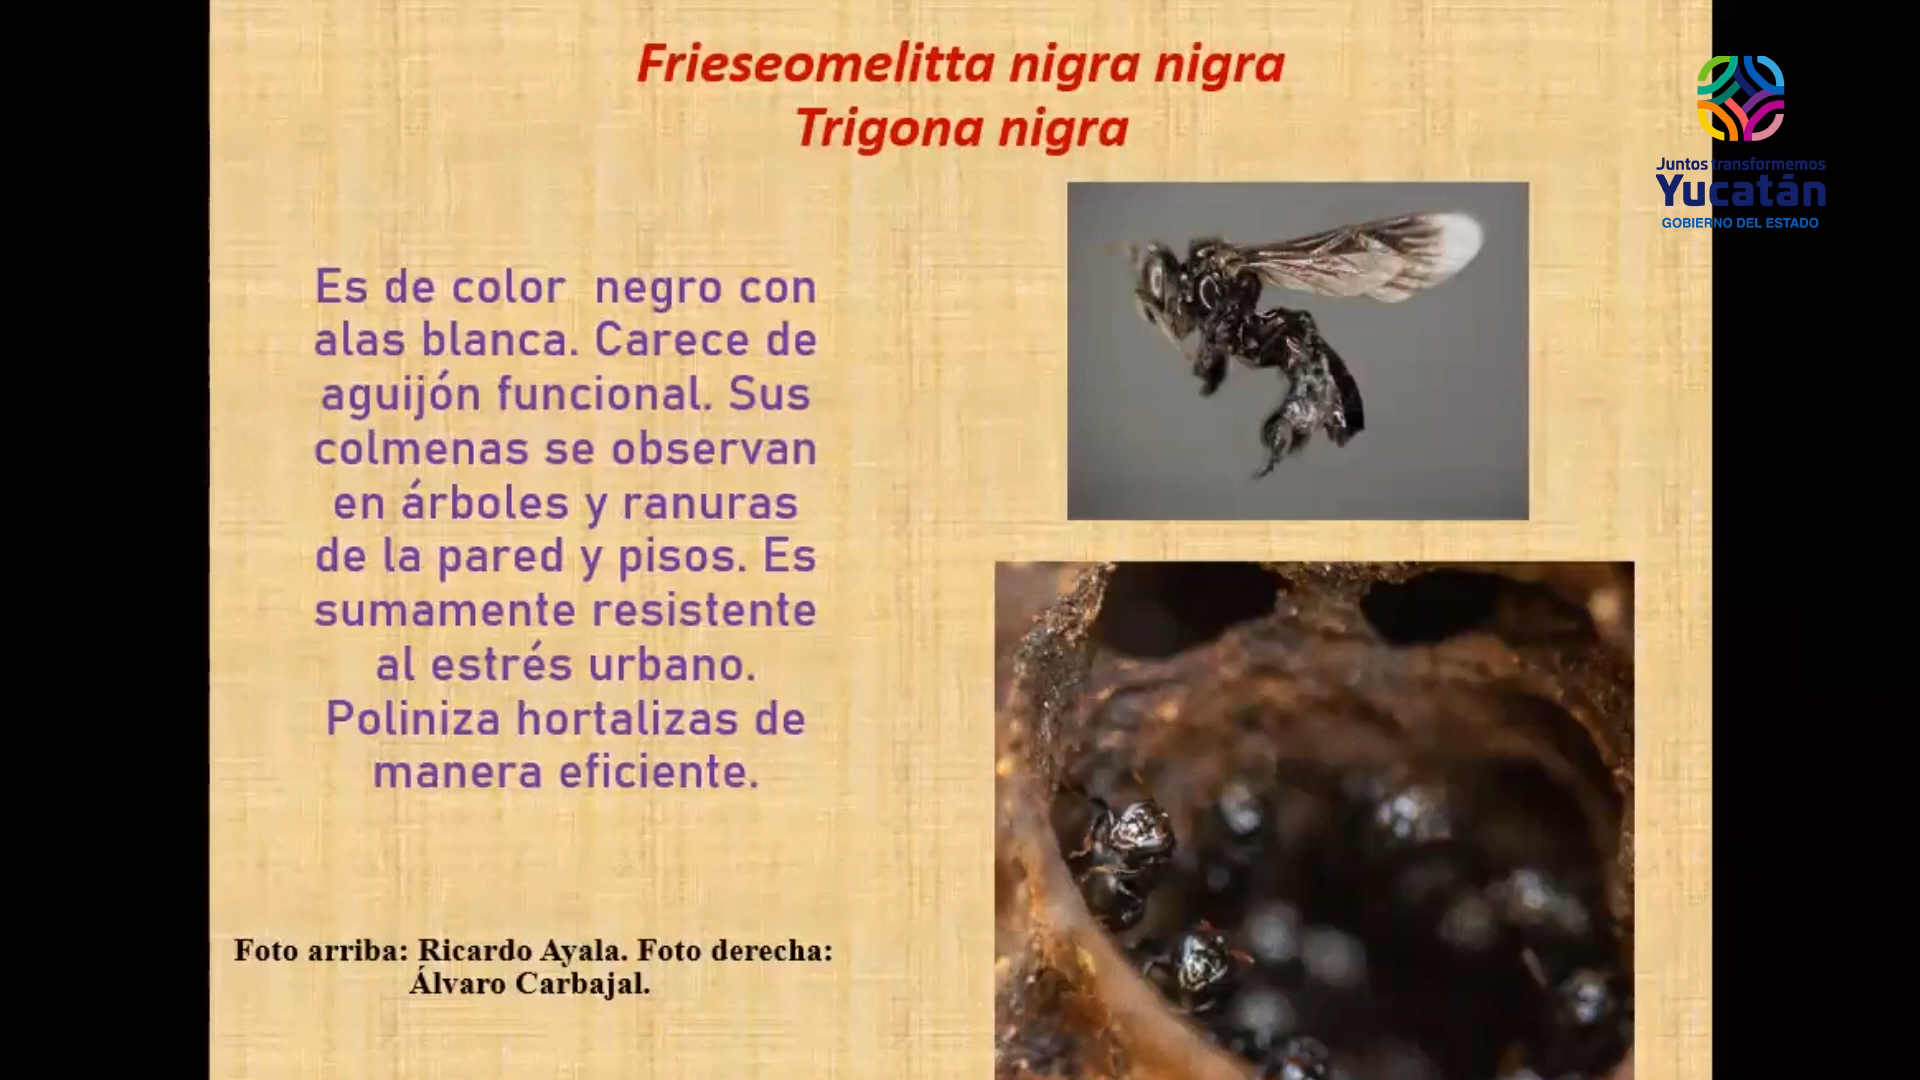 Frieseomelitta nigra nigra
Trigona nigra
Juntos transformemos
Yucatán
GOBIERNO DEL ESTADO
Es de color negro con
alas blanca. Carece de
aguijón funcional. Sus
colmenas se observan
en árboles y ranuras
de la pared y pisos. Es
sumamente resistente
al estrés urbano.
Poliniza hortalizas de
manera eficiente.
Foto arriba: Ricardo Ayala. Foto derecha:
Álvaro Carbajal.